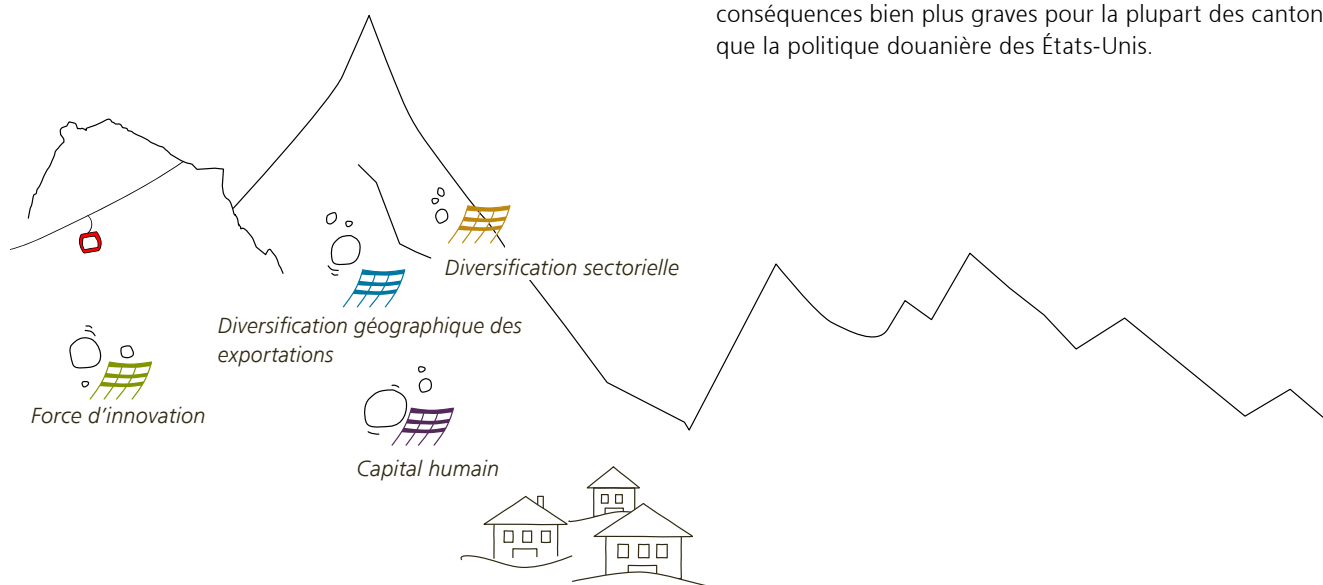 conséquences bien plus graves pour la plupart des canton
que la politique douanière des États-Unis.
Diversification sectorielle
Diversification géographique des
exportations
Force d'innovation
Capital humain